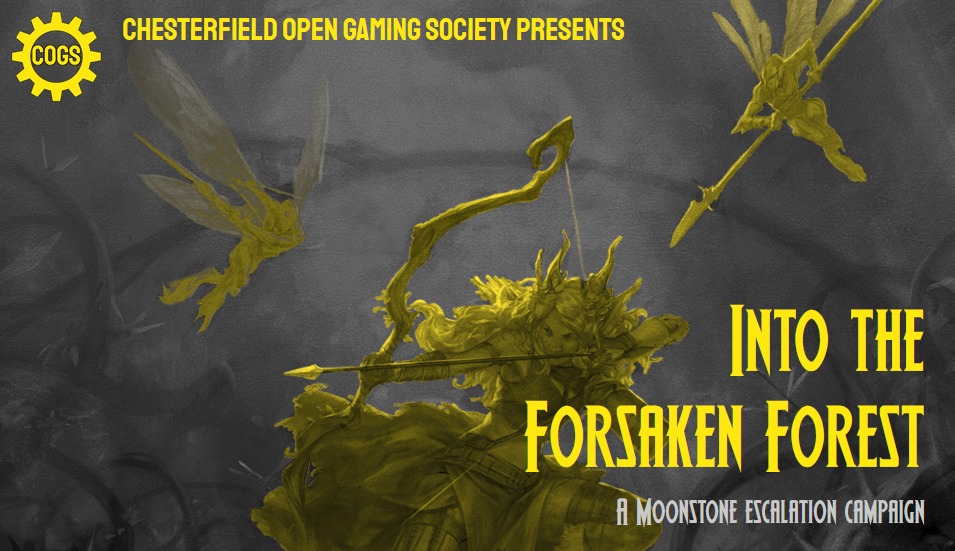 COGS
CHESTERFIELD OPEN GAMING SOCIETY PRESENTS
INTO THE
FORSAKEN FOREST
A MOONSTONE ESCALATION CAMPAIGN